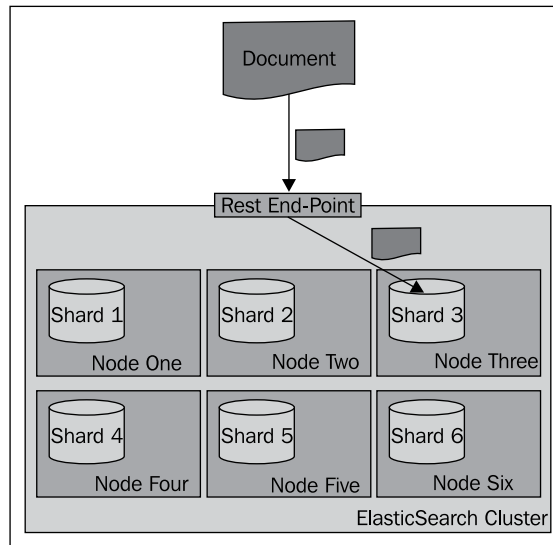 Document
Rest End-Point
Shard 1
Node One
Shard 2
Node Two
Shard 3
Node Three
Shard 4
Node Four
Shard 5
Node Five
Shard 6
Node Six
ElasticSearch Cluster